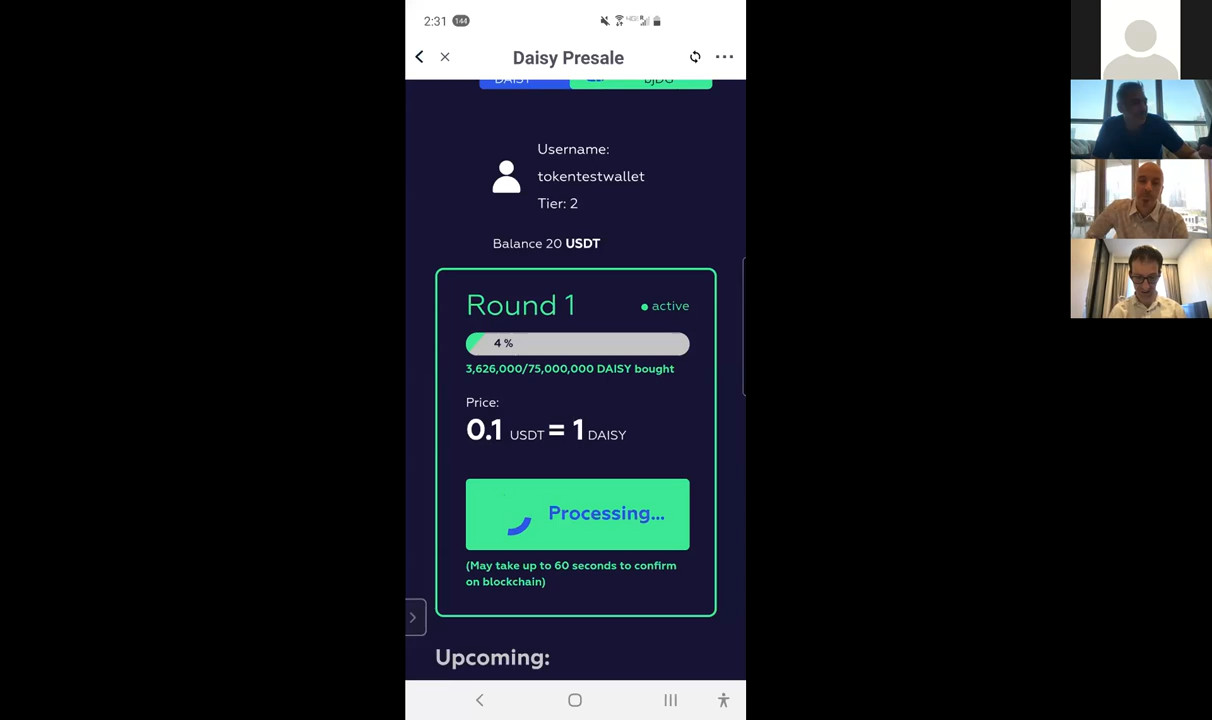 2:31 144
Daisy Presale
DAISY
Username:
tokentestwallet
Tier: 2
Balance 20 USDT
Round 1 active
4 %
3,626,000/75,000,000 DAISY bought
Price:
0.1 USDT = 1 DAISY
Processing...
(May take up to 60 seconds to confirm
on blockchain)
Upcoming: